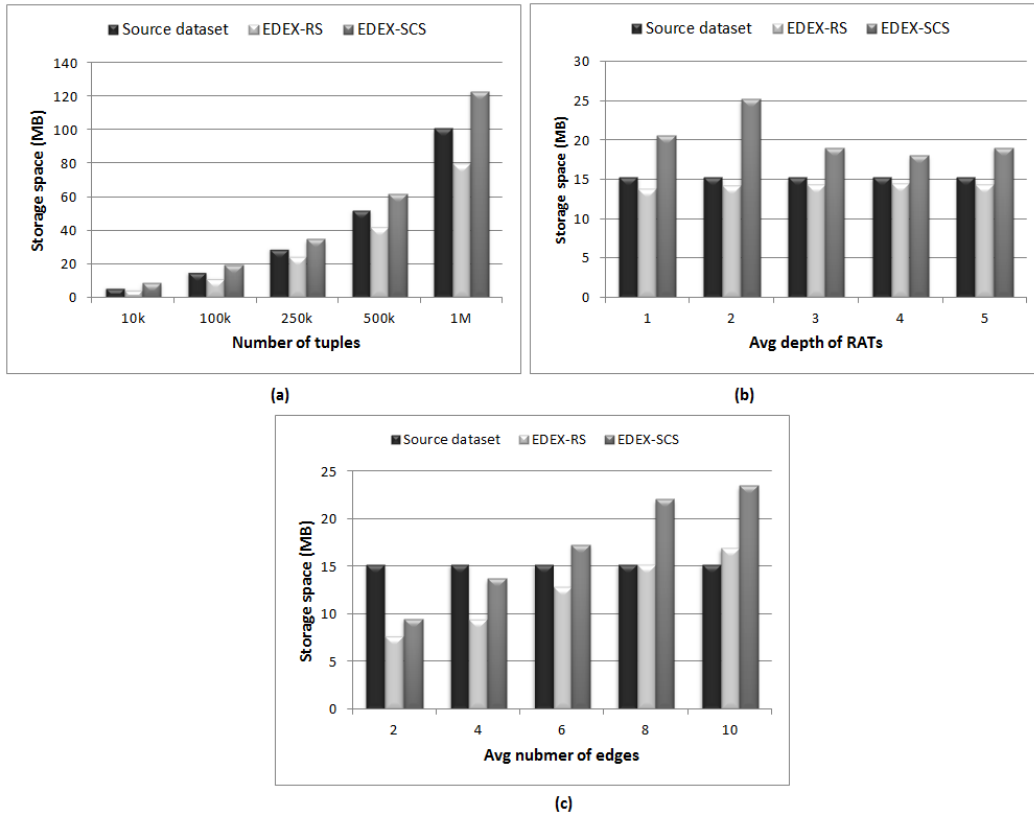 Source dataset EDEX-RS EDEX-SCS
140
120
100
80
60
40
20
0
Storage space (MB)
10k 100k 250k 500k 1M
Number of tuples
(a)
Source dataset EDEX-RS EDEX-SCS
30
25
20
15
10
5
0
Storage space (MB)
1 2 3 4 5
Avg depth of RATs
(b)
Source dataset EDEX-RS EDEX-SCS
25
20
15
10
5
0
Storage space (MB)
2 4 6 8 10
Avg nubmer of edges
(c)